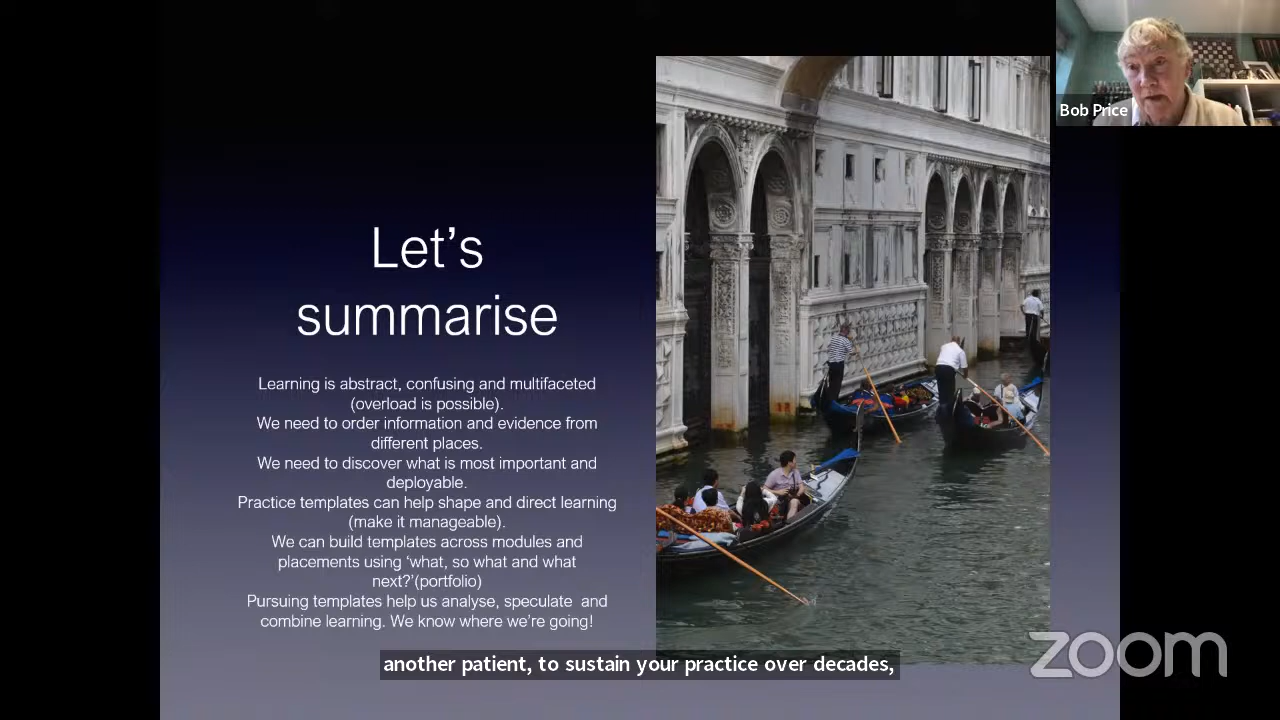 Bob Price
Let's
summarise
Learning is abstract, confusing and multifaceted
(overload is possible).
We need to order information and evidence from
different places.
We need to discover what is most important and
deployable.
Practice templates can help shape and direct learning
(make it manageable).
We can build templates across modules and
placements using ‘what, so what and what
next?’(portfolio)
Pursuing templates help us analyse, speculate  and
combine learning. We know where we’re going!
another patient, to sustain your practice over decades,
zoom